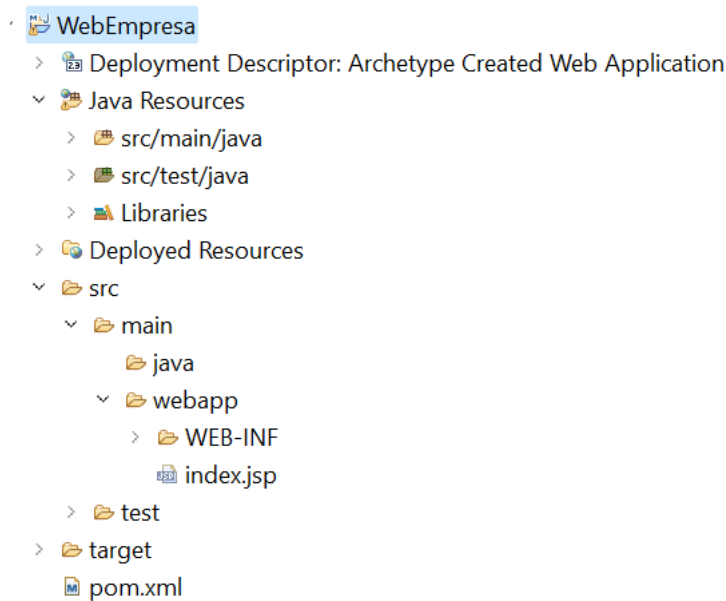 WebEmpresa
Deployment Descriptor: Archetype Created Web Application
Java Resources
src/main/java
src/test/java
Libraries
Deployed Resources
src
main
java
webapp
WEB-INF
index.jsp
test
target
pom.xml